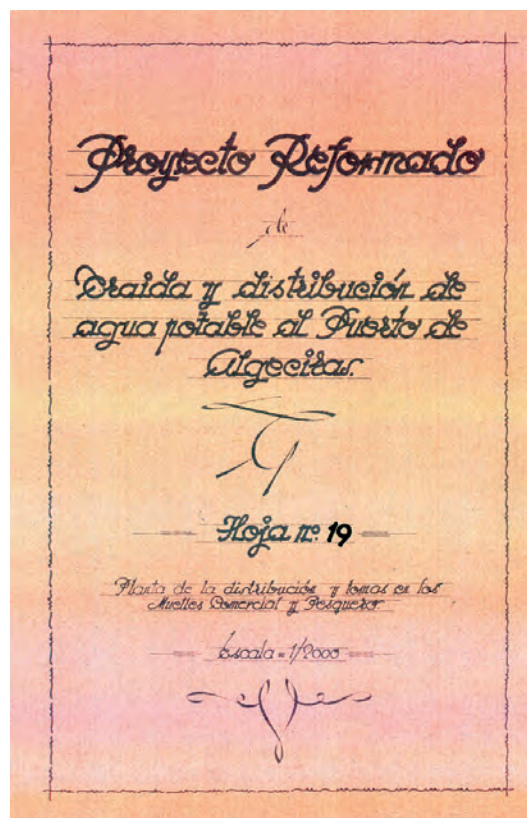 Proyecto Reformado
de
Traida y distribución de
agua potable al Puerto de
Algeciras.
Hoja nº 19
Planta de la distribución y tomas en los
Muelles Comercial y Pesquero
Escala = 1/2000